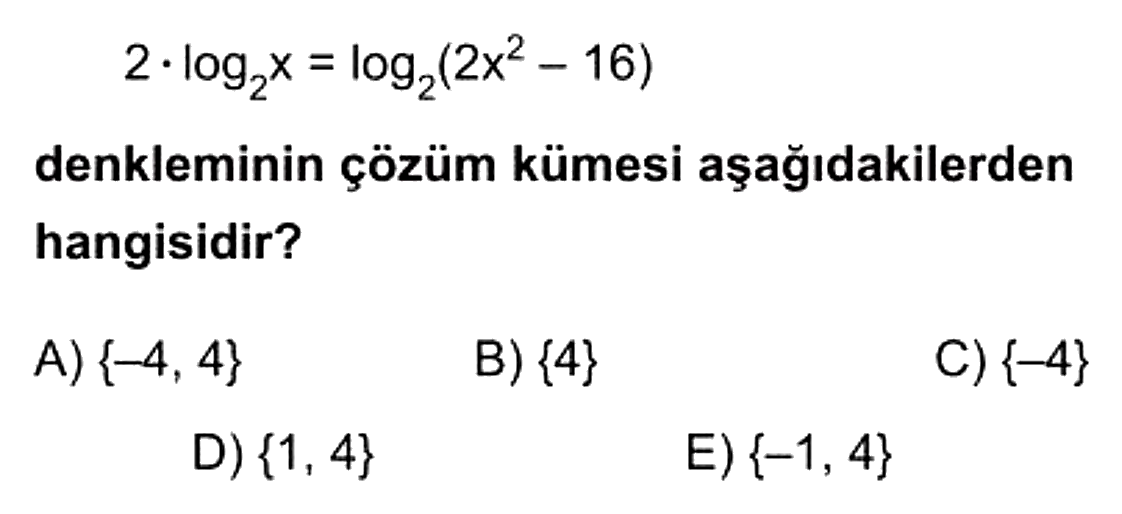 2 · log₂x = log₂(2x² – 16)
denkleminin çözüm kümesi aşağıdakilerden
hangisidir?
A) {–4, 4} B) {4} C) {–4}
D) {1, 4} E) {–1, 4}